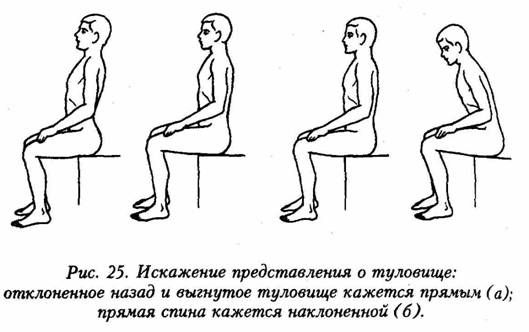 Рис. 25. Искажение представления о туловище:
отклоненное назад и выгнутое туловище кажется прямым (а);
прямая спина кажется наклоненной (б).